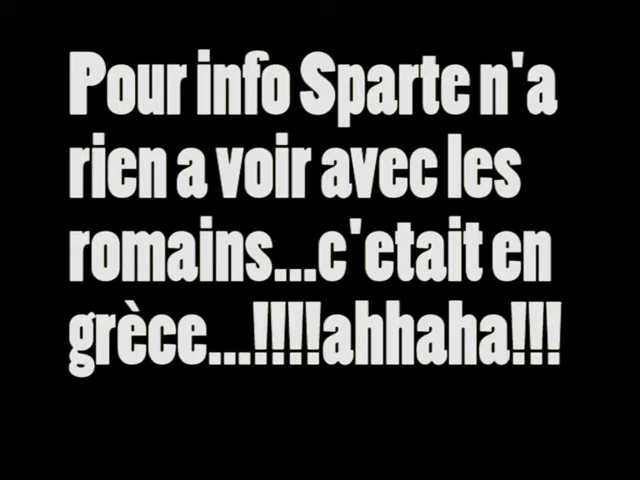 Pour info Sparte n'a
rien a voir avec les
romains...c'etait en
grèce...!!!!ahhaha!!!